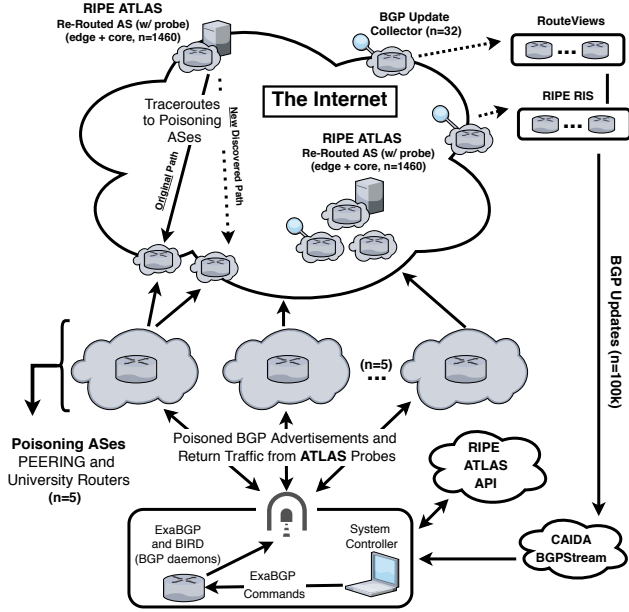 RIPE ATLAS
Re-Routed AS (w/ probe)
(edge + core, n=1460)
BGP Update
Collector (n=32)
RouteViews
RIPE RIS
The Internet
Traceroutes
to Poisoning
ASes
Original Path
New Discovered Path
RIPE ATLAS
Re-Routed AS (w/ probe)
(edge + core, n=1460)
BGP Updates (n=100k)
(n=5)
...
Poisoning ASes
PEERING and
University Routers
(n=5)
Poisoned BGP Advertisements and
Return Traffic from ATLAS Probes
RIPE
ATLAS
API
ExaBGP
and BIRD
(BGP daemons)
System
Controller
ExaBGP
Commands
CAIDA
BGPStream